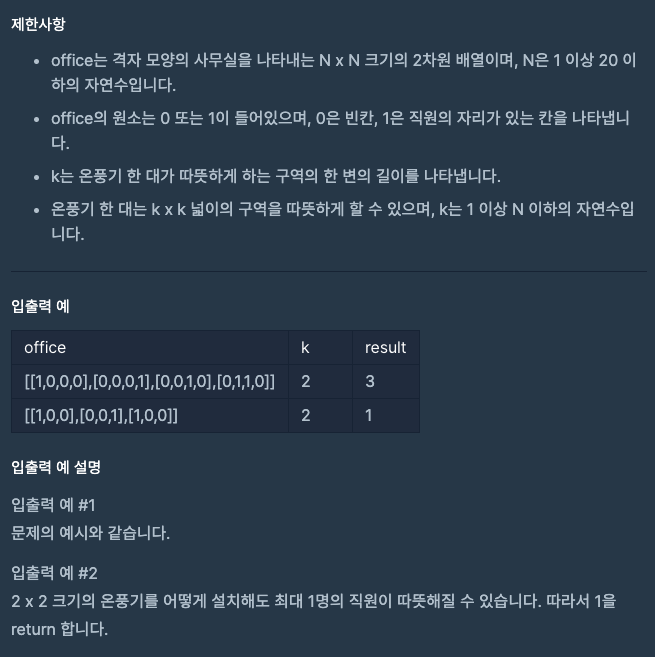 제한사항
• office는 격자 모양의 사무실을 나타내는 N x N 크기의 2차원 배열이며, N은 1 이상 20 이
하의 자연수입니다.
• office의 원소는 0 또는 1이 들어있으며, 0은 빈칸, 1은 직원의 자리가 있는 칸을 나타냅니
다.
• k는 온풍기 한 대가 따뜻하게 하는 구역의 한 변의 길이를 나타냅니다.
• 온풍기 한 대는 k x k 넓이의 구역을 따뜻하게 할 수 있으며, k는 1 이상 N 이하의 자연수입
니다.
입출력 예
office k result
[[1,0,0,0],[0,0,0,1],[0,0,1,0],[0,1,1,0]] 2 3
[[1,0,0],[0,0,1],[1,0,0]] 2 1
입출력 예 설명
입출력 예 #1
문제의 예시와 같습니다.
입출력 예 #2
2 x 2 크기의 온풍기를 어떻게 설치해도 최대 1명의 직원이 따뜻해질 수 있습니다. 따라서 1을
return 합니다.